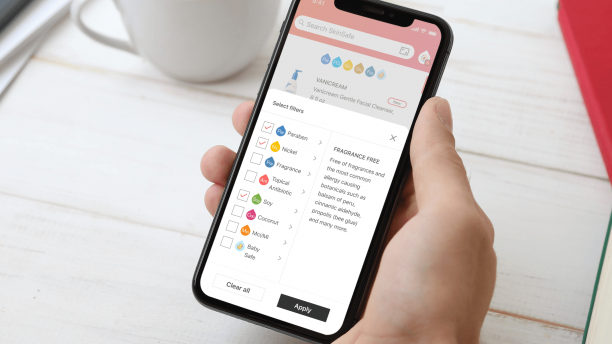 9:41
Search SkinSafe
VANICREAM
Vanicream Gentle Facial Cleanser,
8 fl oz
Select filters
Paraben
Nickel
Fragrance
Topical
Antibiotic
Soy
Coconut
MCI/MI
Baby
Safe
FRAGRANCE FREE
Free of fragrances and
the most common
allergy causing
botanicals such as
balsam of peru,
cinnamic aldehyde,
propolis (bee glue)
and many more.
Clear all
Apply